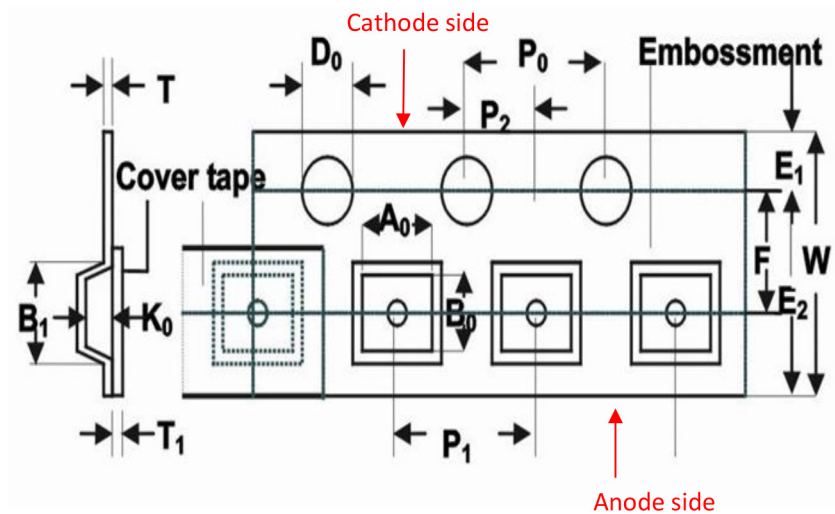 Cathode side
D₀
P₀
Embossment
T
P₂
E₁
Cover tape
A₀
F
W
B₁
K₀
B₀
E₂
T₁
P₁
Anode side